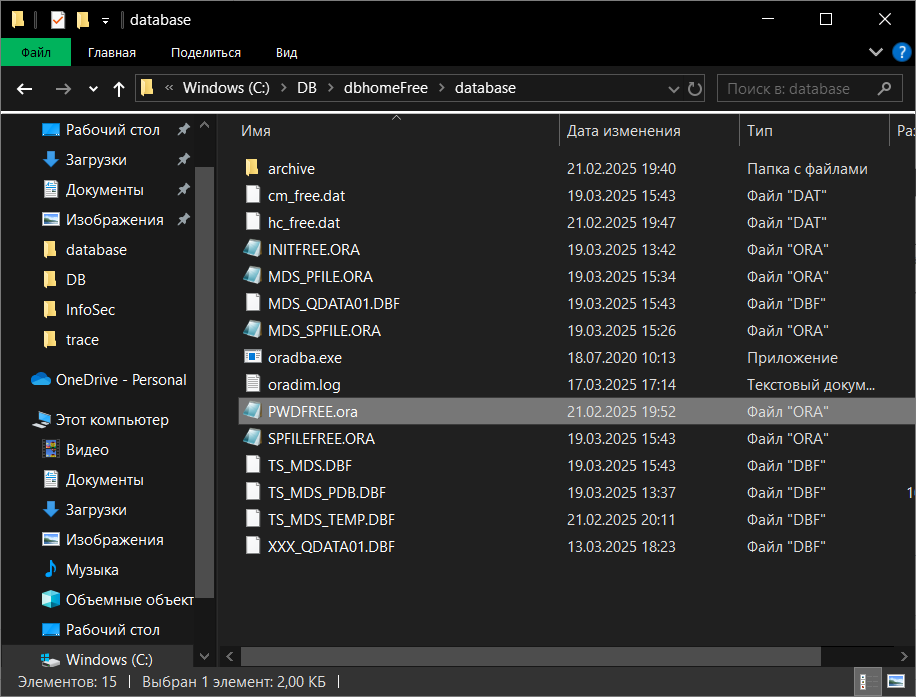 database
Файл Главная Поделиться Вид
« Windows (C:) > DB > dbhomeFree > database Поиск в: database
Имя Дата изменения Тип Ра
Рабочий стол
Загрузки
Документы
Изображения
database
DB
InfoSec
trace
OneDrive - Personal
Этот компьютер
Видео
Документы
Загрузки
Изображения
Музыка
Объемные объект
Рабочий стол
Windows (C:)
archive 21.02.2025 19:40 Папка с файлами
cm_free.dat 19.03.2025 15:43 Файл "DAT"
hc_free.dat 21.02.2025 19:47 Файл "DAT"
INITFREE.ORA 19.03.2025 13:42 Файл "ORA"
MDS_PFILE.ORA 19.03.2025 15:34 Файл "ORA"
MDS_QDATA01.DBF 19.03.2025 15:43 Файл "DBF"
MDS_SPFILE.ORA 19.03.2025 15:26 Файл "ORA"
oradba.exe 18.07.2020 10:13 Приложение
oradim.log 17.03.2025 17:14 Текстовый докум...
PWDFREE.ora 21.02.2025 19:52 Файл "ORA"
SPFILEFREE.ORA 19.03.2025 15:43 Файл "ORA"
TS_MDS.DBF 19.03.2025 15:43 Файл "DBF"
TS_MDS_PDB.DBF 19.03.2025 13:37 Файл "DBF" 1
TS_MDS_TEMP.DBF 21.02.2025 20:11 Файл "DBF"
XXX_QDATA01.DBF 13.03.2025 18:23 Файл "DBF"
Элементов: 15 Выбран 1 элемент: 2,00 КБ